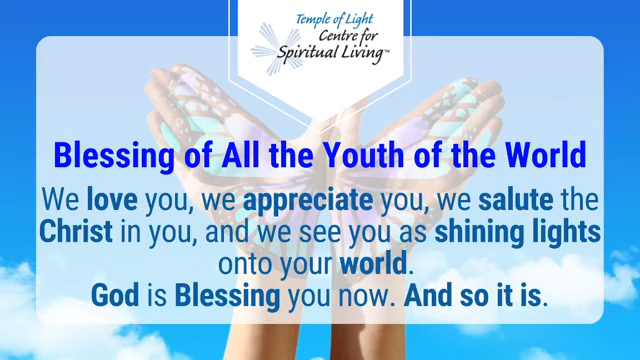 Temple of Light
Centre for
Spiritual Living™
Blessing of All the Youth of the World
We love you, we appreciate you, we salute the
Christ in you, and we see you as shining lights
onto your world.
God is Blessing you now. And so it is.